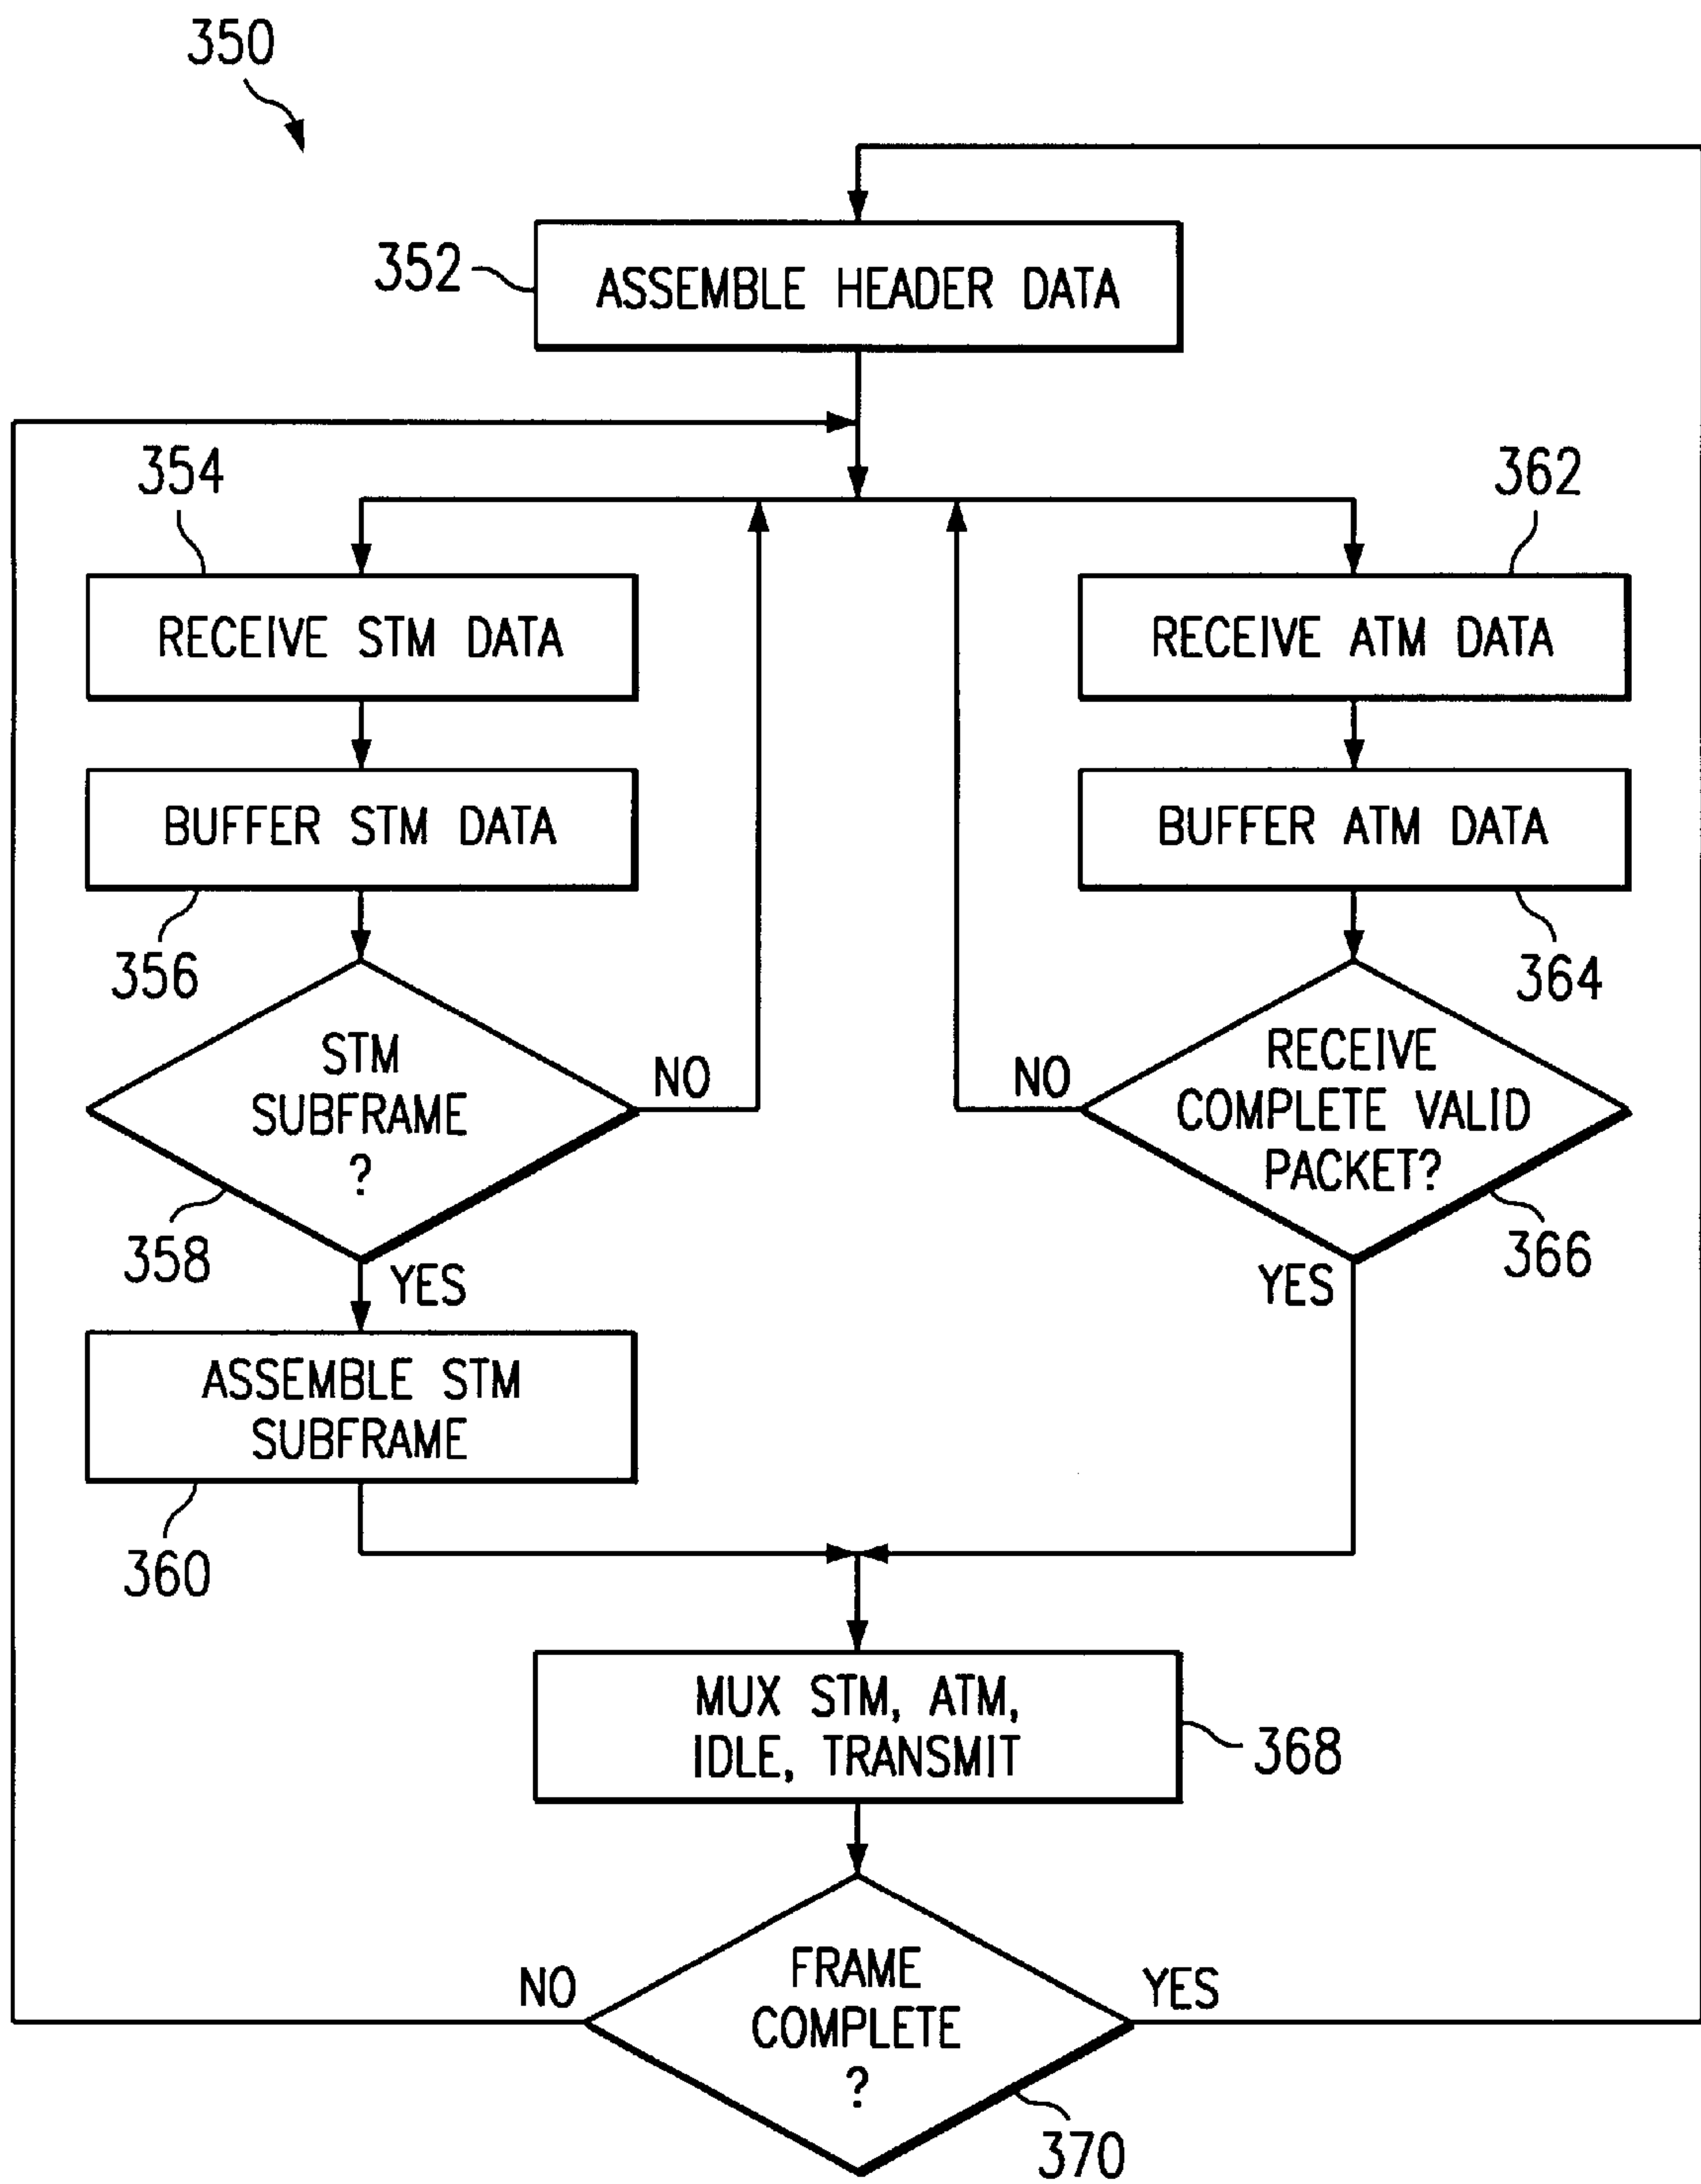 350
352
ASSEMBLE HEADER DATA
354
362
RECEIVE STM DATA
RECEIVE ATM DATA
BUFFER STM DATA
BUFFER ATM DATA
356
364
STM
SUBFRAME
?
NO
NO
RECEIVE
COMPLETE VALID
PACKET?
358
366
YES
YES
ASSEMBLE STM
SUBFRAME
360
MUX STM, ATM,
IDLE, TRANSMIT
368
NO
FRAME
COMPLETE
?
YES
370